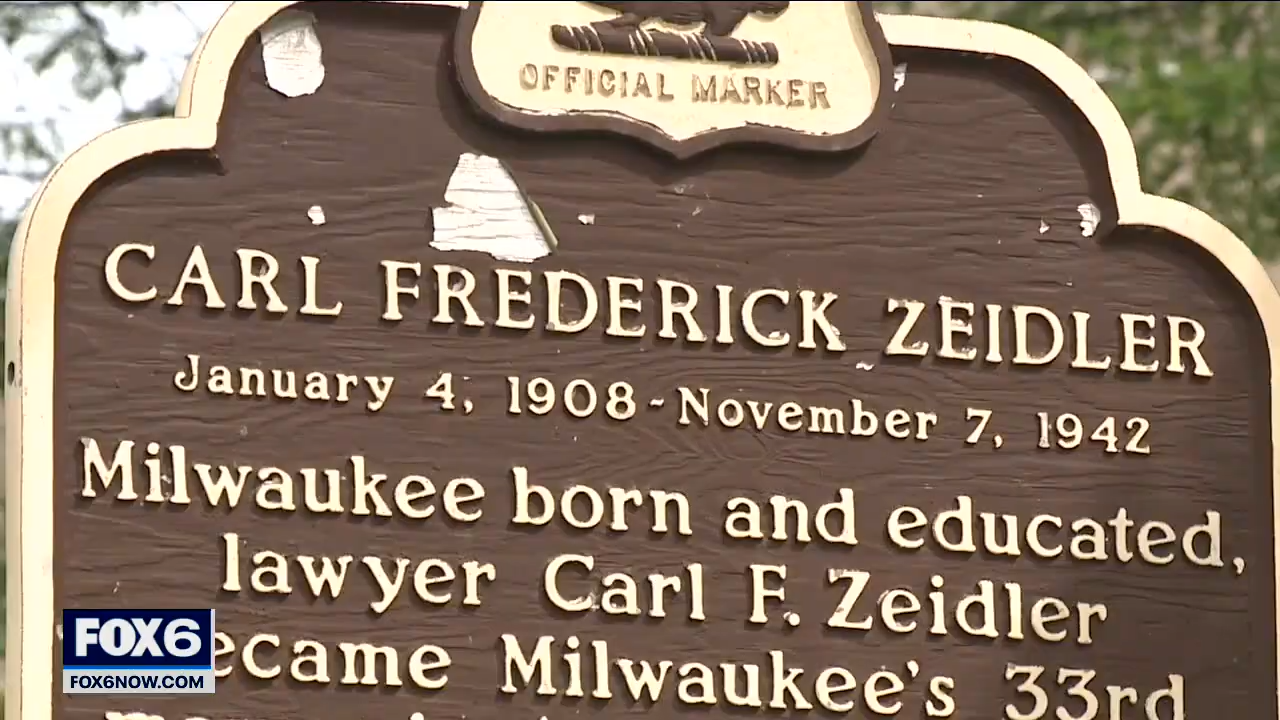 OFFICIAL MARKER
CARL FREDERICK ZEIDLER
January 4, 1908-November 7, 1942
Milwaukee born and educated,
lawyer Carl F. Zeidler
ecame Milwaukee's 33rd
FOX6
FOX6NOW.COM